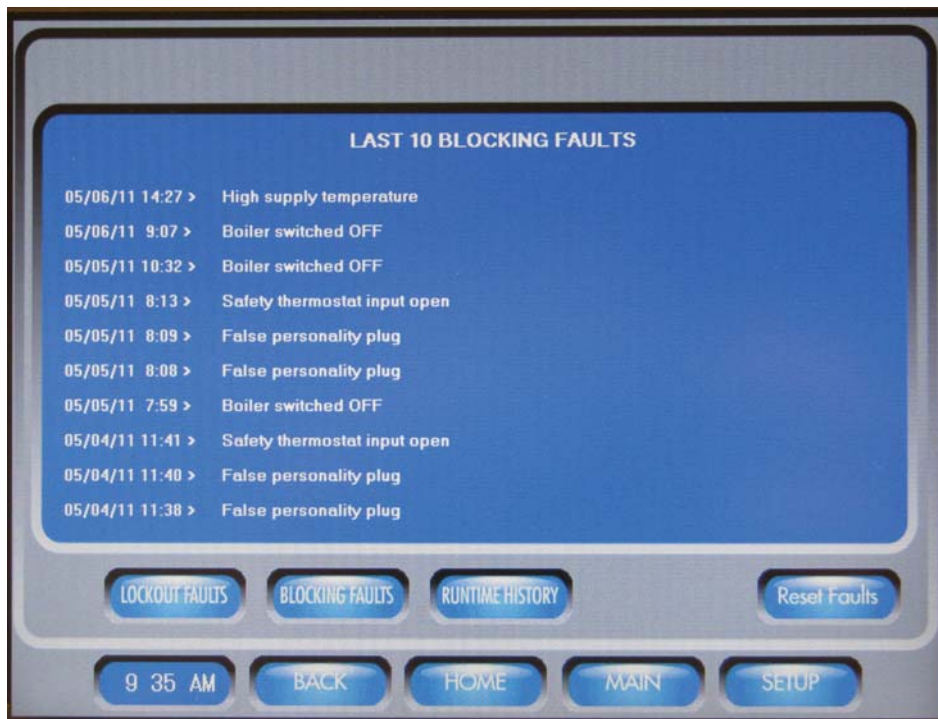 LAST 10 BLOCKING FAULTS
05/06/11 14:27 > High supply temperature
05/06/11 9:07 > Boiler switched OFF
05/05/11 10:32 > Boiler switched OFF
05/05/11 8:13 > Safety thermostat input open
05/05/11 8:09 > False personality plug
05/05/11 8:08 > False personality plug
05/05/11 7:59 > Boiler switched OFF
05/04/11 11:41 > Safety thermostat input open
05/04/11 11:40 > False personality plug
05/04/11 11:38 > False personality plug
LOCKOUT FAULTS BLOCKING FAULTS RUNTIME HISTORY Reset Faults
9 35 AM BACK HOME MAIN SETUP